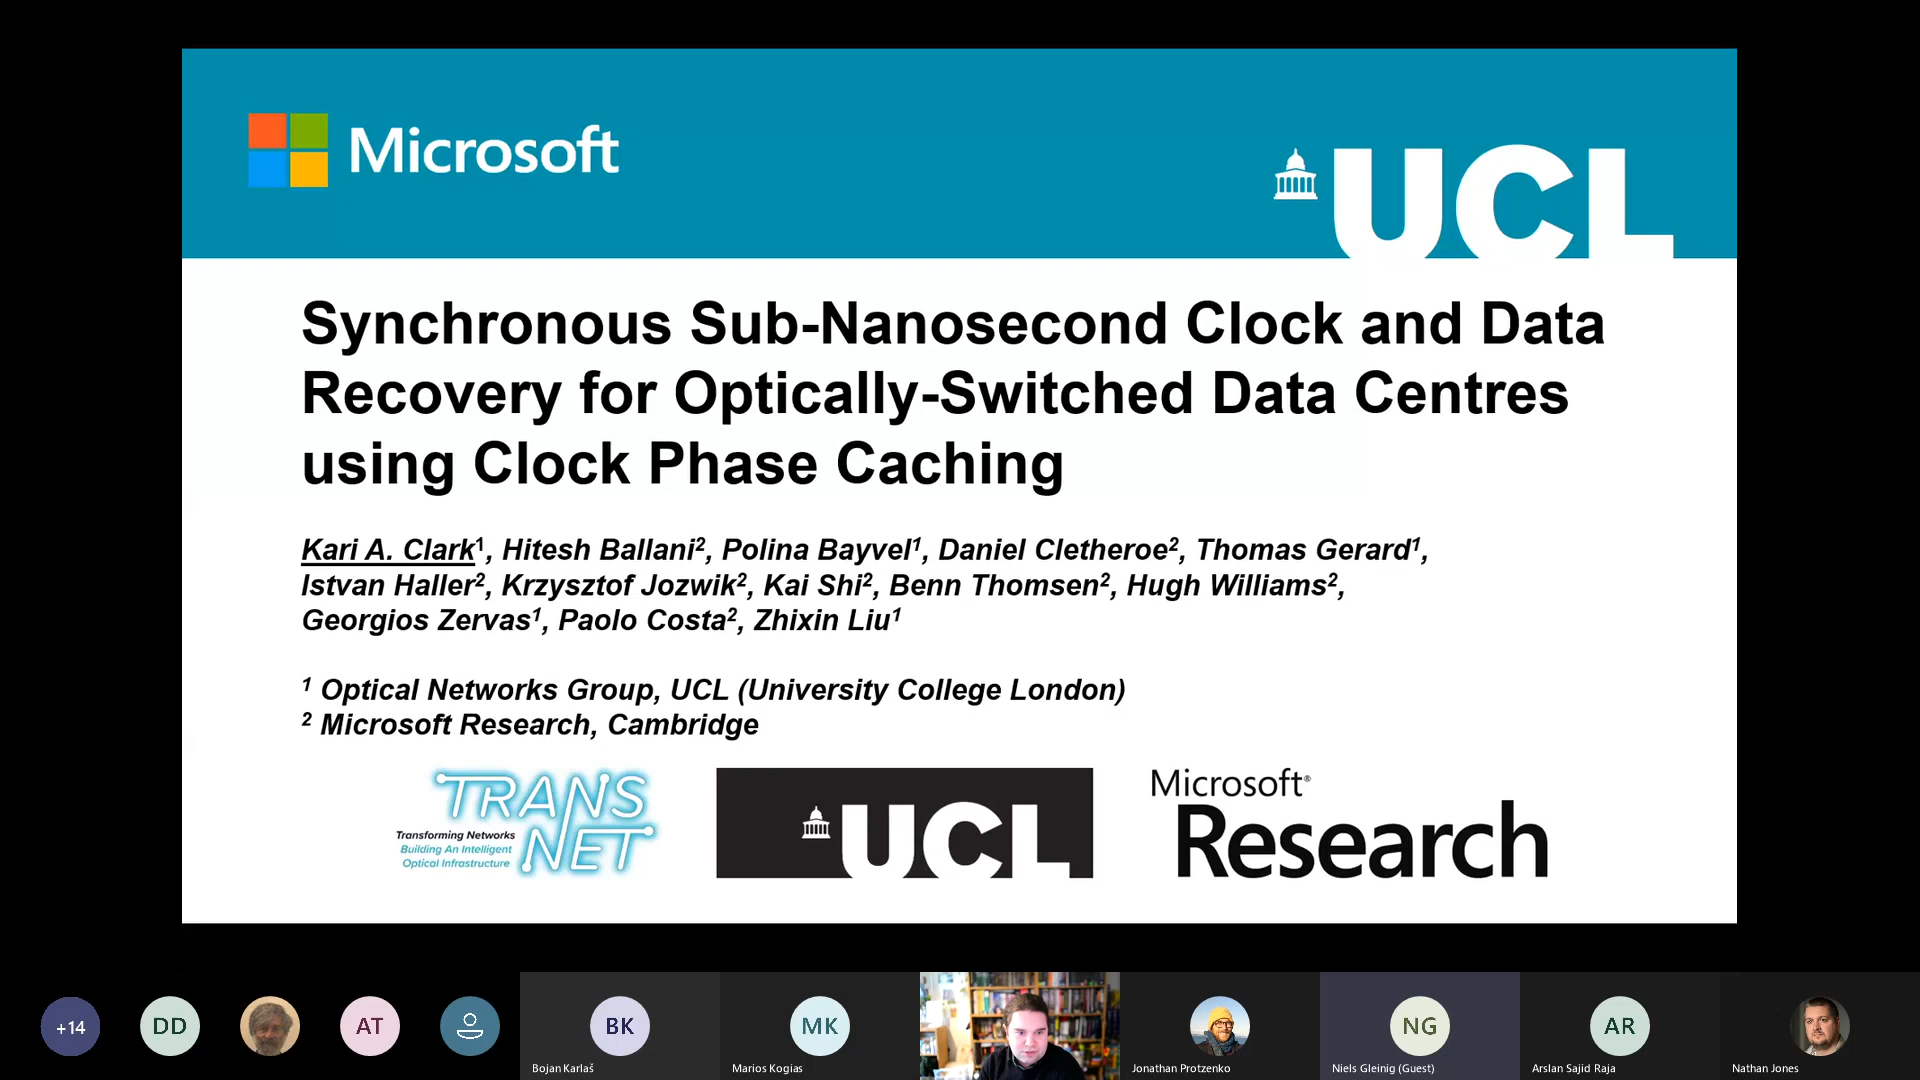 Microsoft
UCL
Synchronous Sub-Nanosecond Clock and Data
Recovery for Optically-Switched Data Centres
using Clock Phase Caching
Kari A. Clark¹, Hitesh Ballani², Polina Bayvel¹, Daniel Cletheroe², Thomas Gerard¹,
Istvan Haller², Krzysztof Jozwik², Kai Shi², Benn Thomsen², Hugh Williams²,
Georgios Zervas¹, Paolo Costa², Zhixin Liu¹
¹ Optical Networks Group, UCL (University College London)
² Microsoft Research, Cambridge
TRANS
NET
Transforming Networks
Building An Intelligent
Optical Infrastructure
UCL
Microsoft®
Research
+14
DD
AT
BK
Bojan Karlaš
MK
Marios Kogias
Jonathan Protzenko
NG
Niels Gleinig (Guest)
AR
Arslan Sajid Raja
Nathan Jones